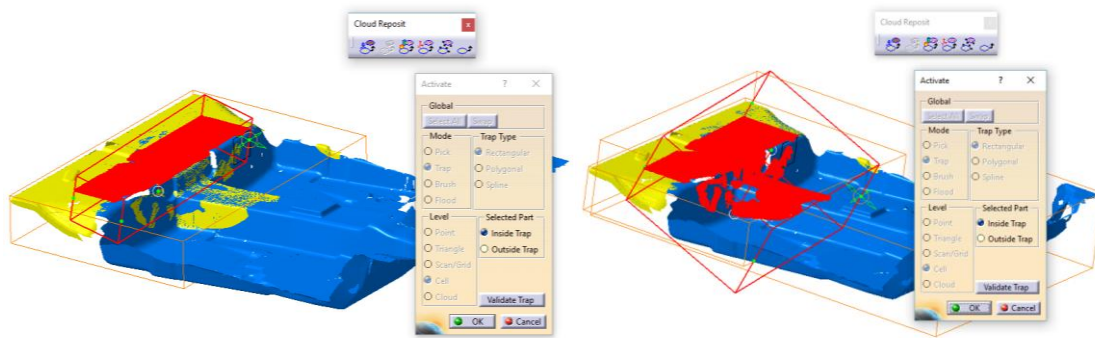 Cloud Reposit x
Activate ? ×
Global
Select All Swap
Mode
Pick
Trap
Brush
Flood
Trap Type
Rectangular
Polygonal
Spline
Level
Point
Triangle
Scan/Grid
Cell
Cloud
Selected Part
Inside Trap
Outside Trap
Validate Trap
OK Cancel
Cloud Reposit
Activate ? ×
Global
Select All Swap
Mode
Pick
Trap
Brush
Flood
Trap Type
Rectangular
Polygonal
Spline
Level
Point
Triangle
Scan/Grid
Cell
Cloud
Selected Part
Inside Trap
Outside Trap
Validate Trap
OK Cancel